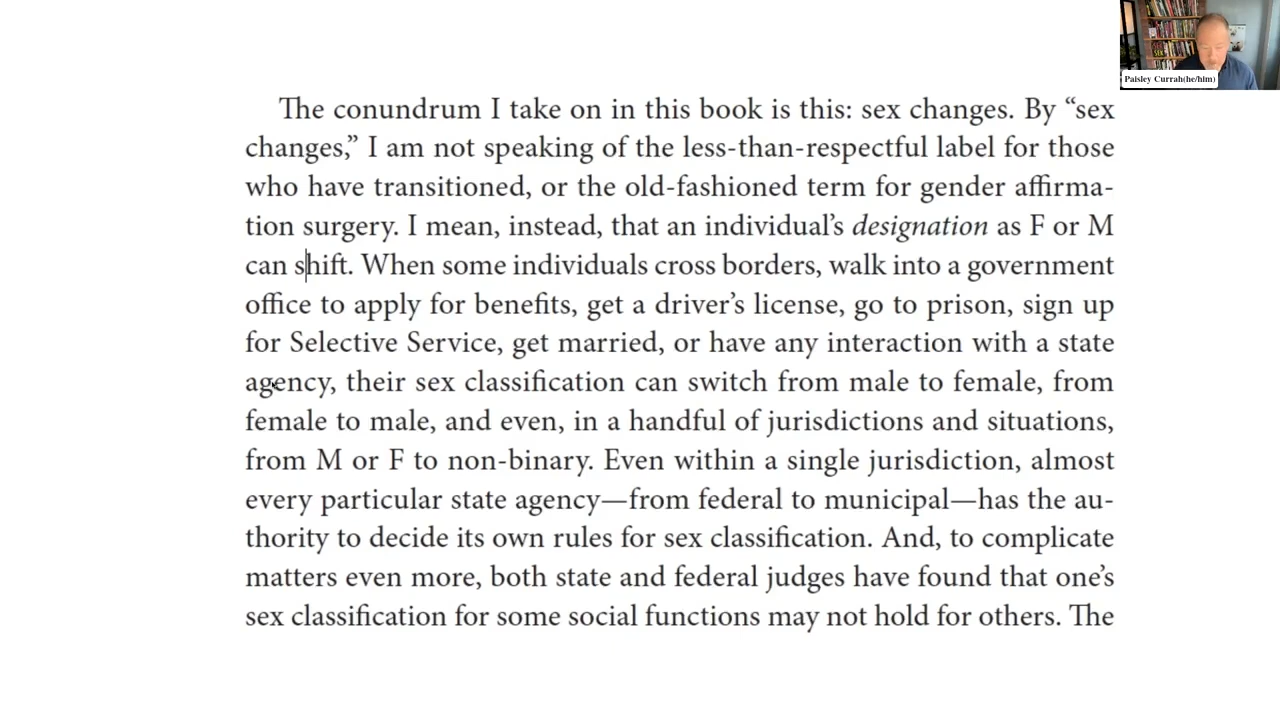 Paisley Currah(he/him)
The conundrum I take on in this book is this: sex changes. By “sex
changes,” I am not speaking of the less-than-respectful label for those
who have transitioned, or the old-fashioned term for gender affirma-
tion surgery. I mean, instead, that an individual’s designation as F or M
can shift. When some individuals cross borders, walk into a government
office to apply for benefits, get a driver’s license, go to prison, sign up
for Selective Service, get married, or have any interaction with a state
agency, their sex classification can switch from male to female, from
female to male, and even, in a handful of jurisdictions and situations,
from M or F to non-binary. Even within a single jurisdiction, almost
every particular state agency—from federal to municipal—has the au-
thority to decide its own rules for sex classification. And, to complicate
matters even more, both state and federal judges have found that one’s
sex classification for some social functions may not hold for others. The